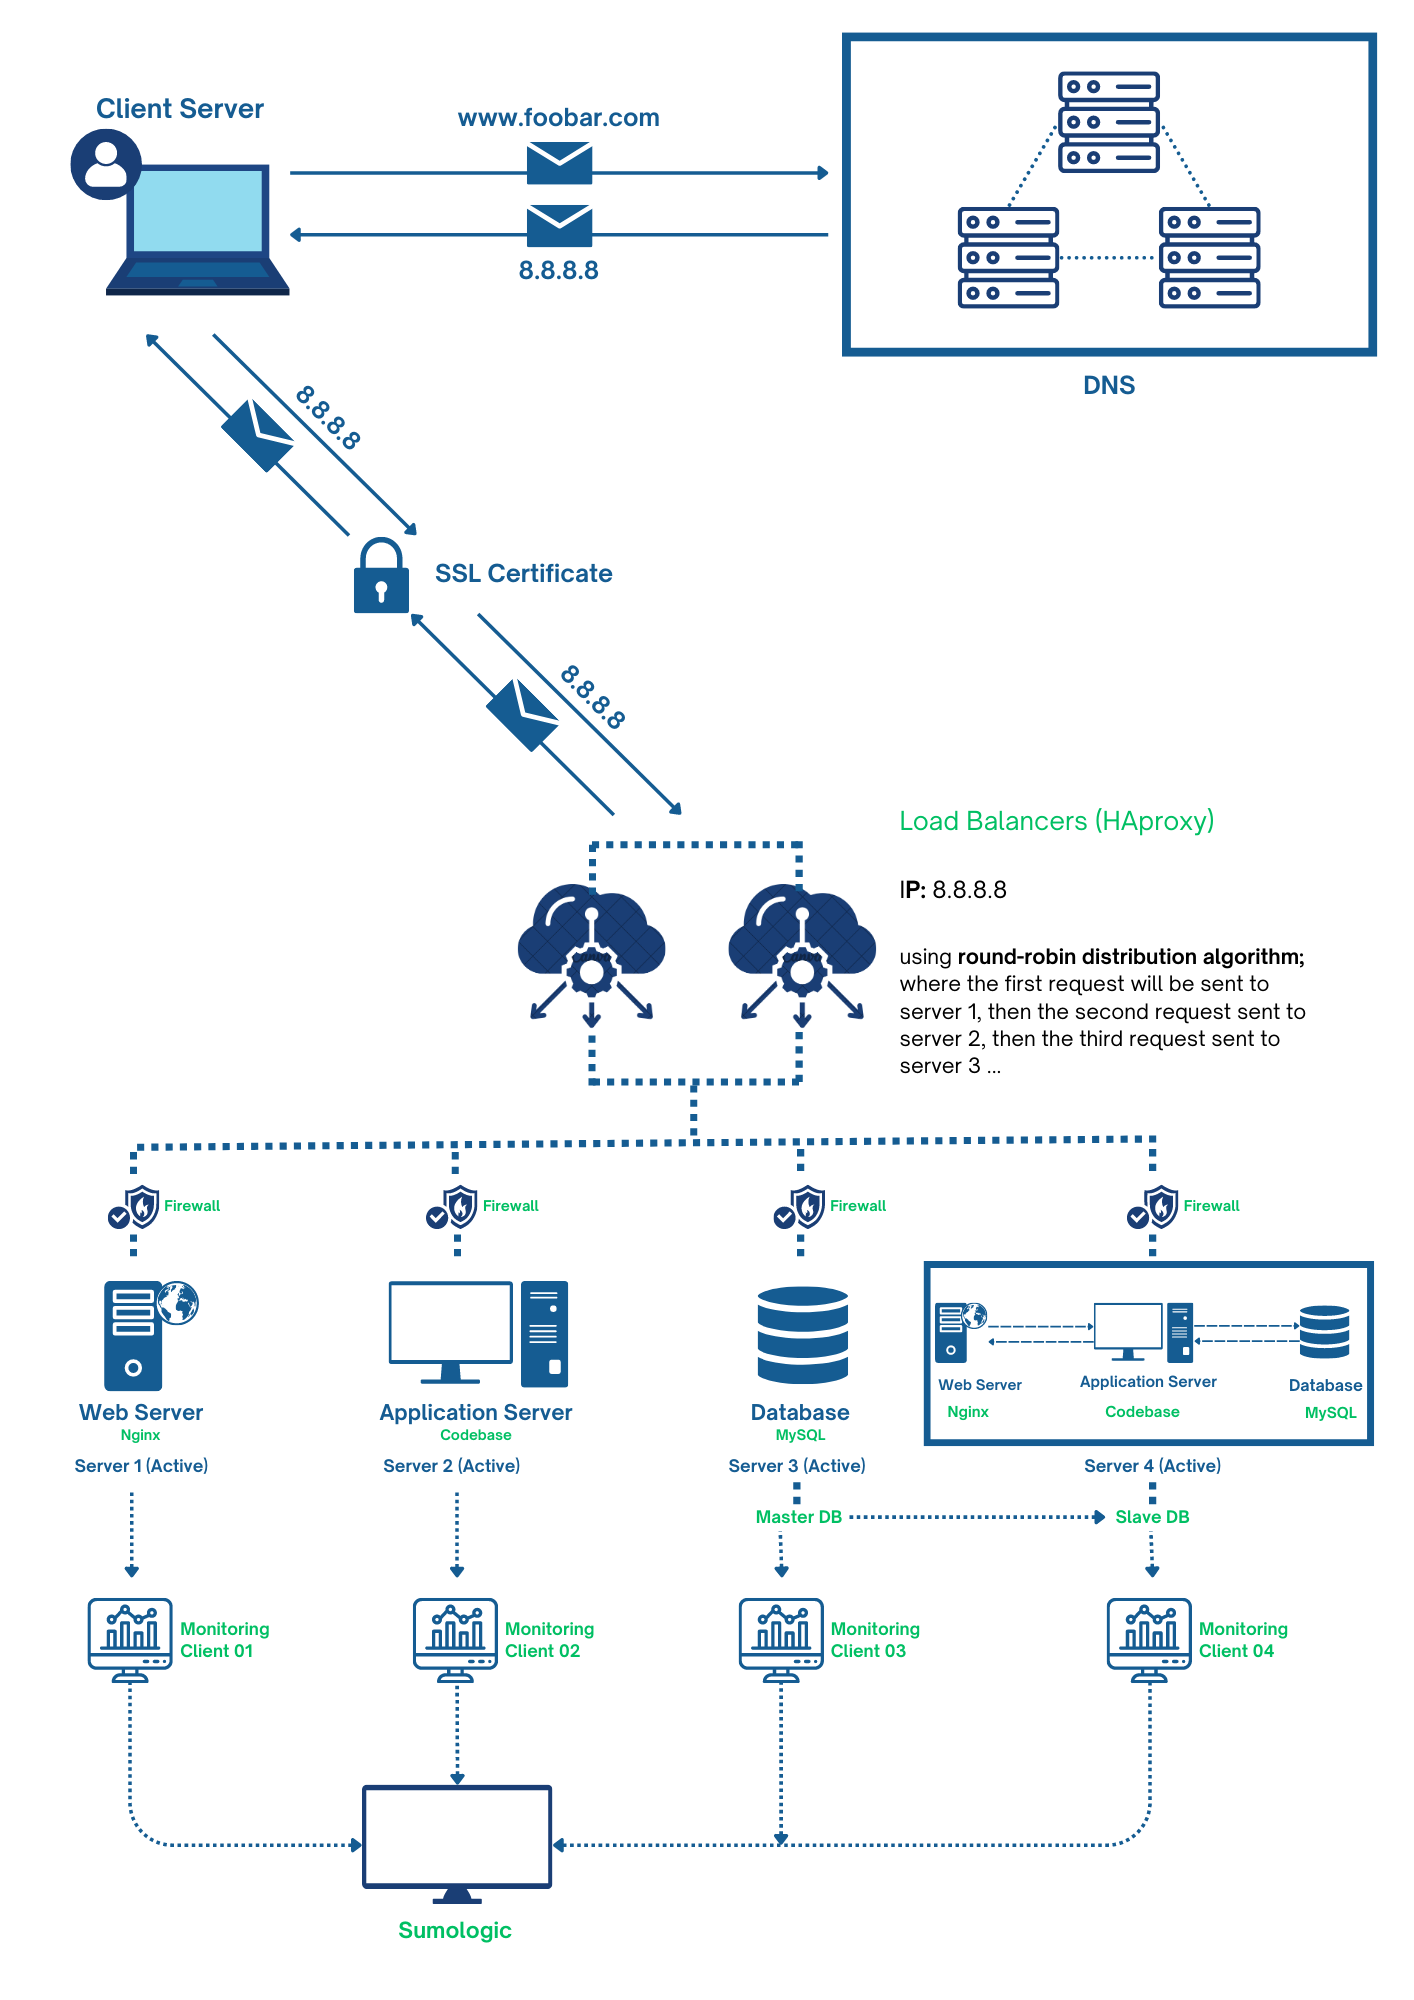 Client Server
www.foobar.com
8.8.8.8
DNS
8.8.8.8
SSL Certificate
8.8.8.8
Load Balancers (HAproxy)
IP: 8.8.8.8
using round-robin distribution algorithm;
where the first request will be sent to
server 1, then the second request sent to
server 2, then the third request sent to
server 3 ...
Firewall
Firewall
Firewall
Firewall
Web Server
Nginx
Server 1 (Active)
Application Server
Codebase
Server 2 (Active)
Database
MySQL
Server 3 (Active)
Web Server
Nginx
Application Server
Codebase
Database
MySQL
Server 4 (Active)
Master DB
Slave DB
Monitoring
Client 01
Monitoring
Client 02
Monitoring
Client 03
Monitoring
Client 04
Sumologic